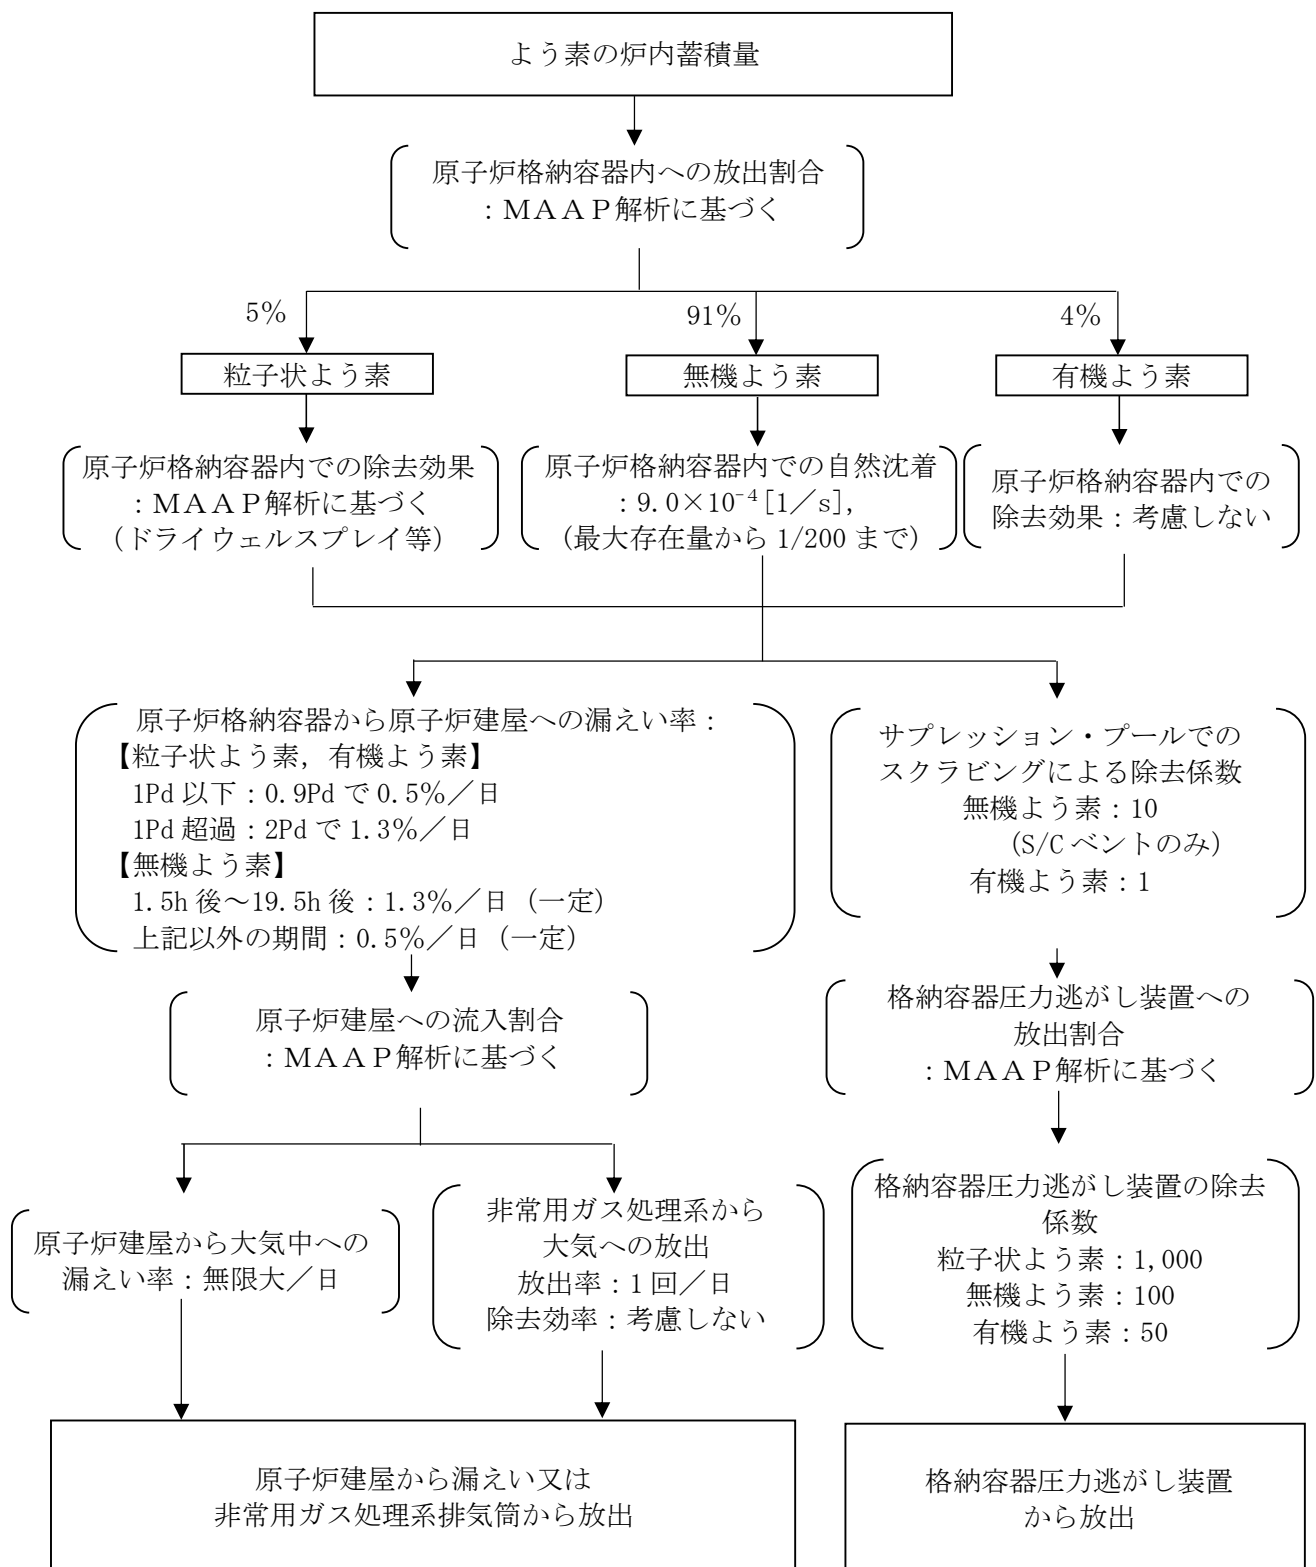 よう素の炉内蓄積量
原子炉格納容器内への放出割合
：ＭＡＡＰ解析に基づく
5％
91％
4％
粒子状よう素
無機よう素
有機よう素
原子炉格納容器内での除去効果
：ＭＡＡＰ解析に基づく
（ドライウェルスプレイ等）
原子炉格納容器内での自然沈着
：9.0×10⁻⁴[1／s]，
（最大存在量から 1/200 まで）
原子炉格納容器内での
除去効果：考慮しない
原子炉格納容器から原子炉建屋への漏えい率：
【粒子状よう素，有機よう素】
1Pd 以下：0.9Pd で 0.5％／日
1Pd 超過：2Pd で 1.3％／日
【無機よう素】
1.5h 後～19.5h 後：1.3％／日（一定）
上記以外の期間：0.5％／日（一定）
サプレッション・プールでの
スクラビングによる除去係数
無機よう素：10
（S/C ベントのみ）
有機よう素：1
原子炉建屋への流入割合
：ＭＡＡＰ解析に基づく
格納容器圧力逃がし装置への
放出割合
：ＭＡＡＰ解析に基づく
原子炉建屋から大気中への
漏えい率：無限大／日
非常用ガス処理系から
大気への放出
放出率：1 回／日
除去効率：考慮しない
格納容器圧力逃がし装置の除去
係数
粒子状よう素：1,000
無機よう素：100
有機よう素：50
原子炉建屋から漏えい又は
非常用ガス処理系排気筒から放出
格納容器圧力逃がし装置
から放出